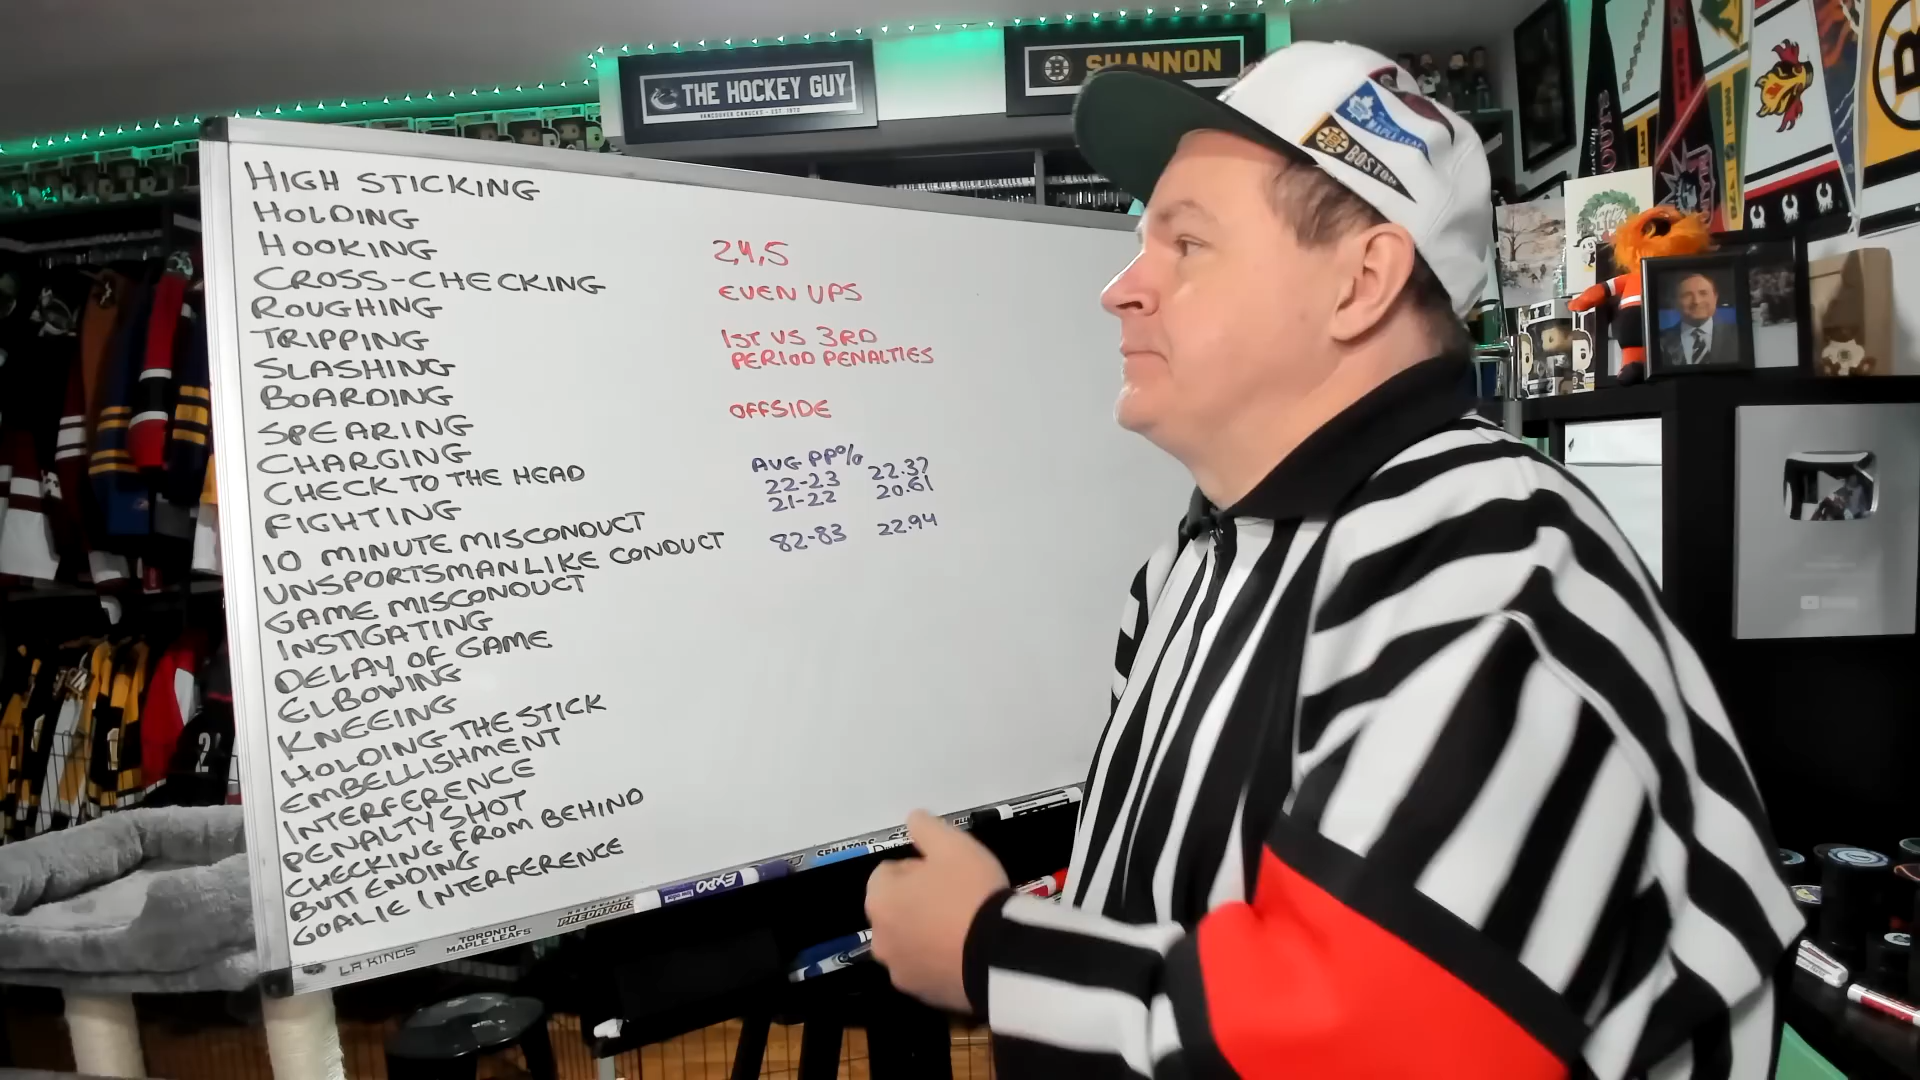 THE HOCKEY GUY
VANCOUVER CANUCKS - EST. 1970
SHANNON
MAPLE LEAFS
BOSTON
HIGH STICKING
HOLDING
HOOKING
CROSS-CHECKING
ROUGHING
TRIPPING
SLASHING
BOARDING
SPEARING
CHARGING
CHECK TO THE HEAD
FIGHTING
10 MINUTE MISCONDUCT
UNSPORTSMANLIKE CONDUCT
GAME MISCONDUCT
INSTIGATING
DELAY OF GAME
ELBOWING
KNEEING
HOLDING THE STICK
EMBELLISHMENT
INTERFERENCE
PENALTY SHOT
CHECKING FROM BEHIND
BUTT ENDING
GOALIE INTERFERENCE
2,4,5
EVEN UPS
1ST VS 3RD
PERIOD PENALTIES
OFFSIDE
AVG PP%
22-23 22.37
21-22 20.61
82-83 22.94
LA KINGS
TORONTO
MAPLE LEAFS
PREDATORS
EXPO
SENATORS